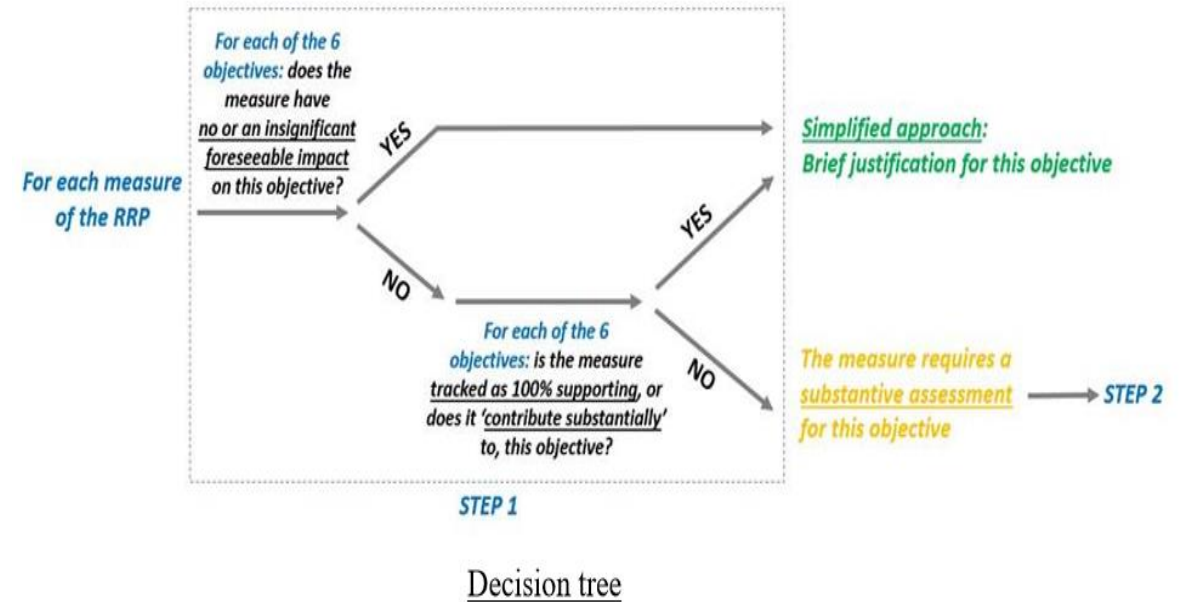 For each of the 6
objectives: does the
measure have
no or an insignificant
foreseeable impact
on this objective?
For each measure
of the RRP
YES
NO
Simplified approach:
Brief justification for this objective
YES
NO
For each of the 6
objectives: is the measure
tracked as 100% supporting, or
does it ‘contribute substantially’
to, this objective?
The measure requires a
substantive assessment
for this objective
STEP 2
STEP 1
Decision tree